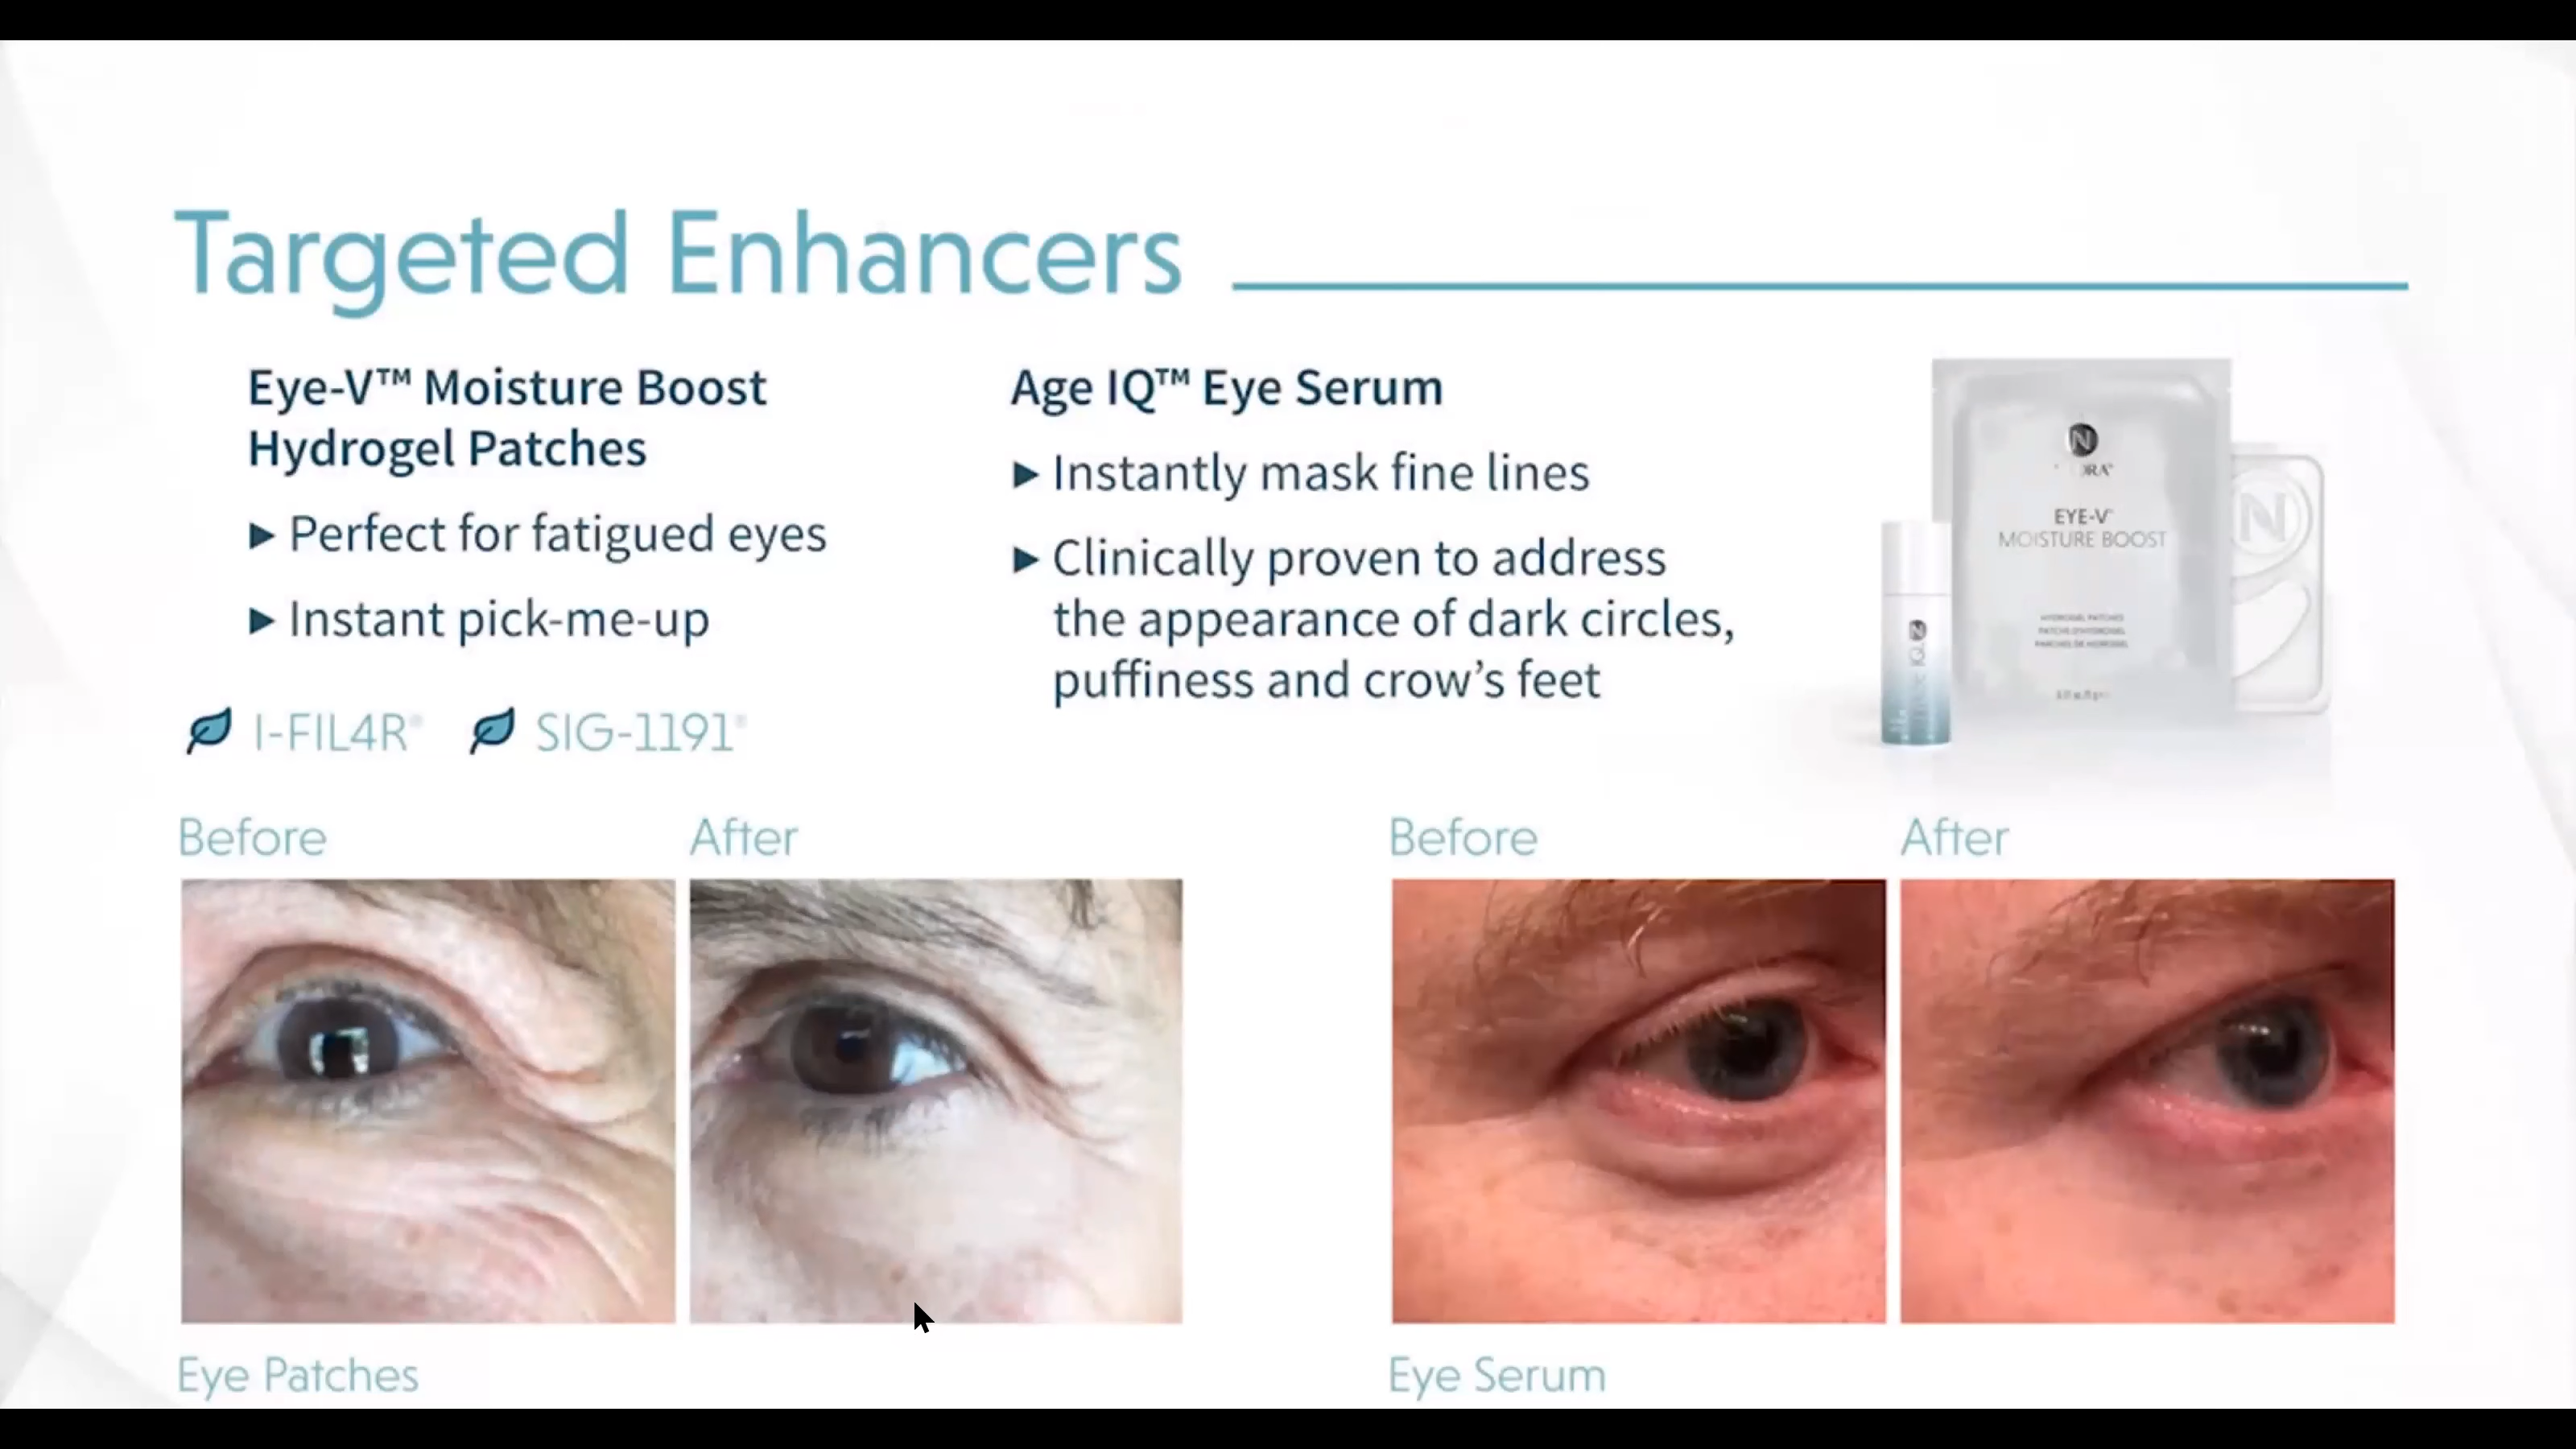 Targeted Enhancers
Eye-V™ Moisture Boost
Hydrogel Patches
▶ Perfect for fatigued eyes
▶ Instant pick-me-up
I-FIL4R® SIG-1191®
Age IQ™ Eye Serum
▶ Instantly mask fine lines
▶ Clinically proven to address
the appearance of dark circles,
puffiness and crow's feet
N
EYE-V
MOISTURE BOOST
HYDROGEL PATCHES
N
N
Before After
Before After
Eye Patches
Eye Serum